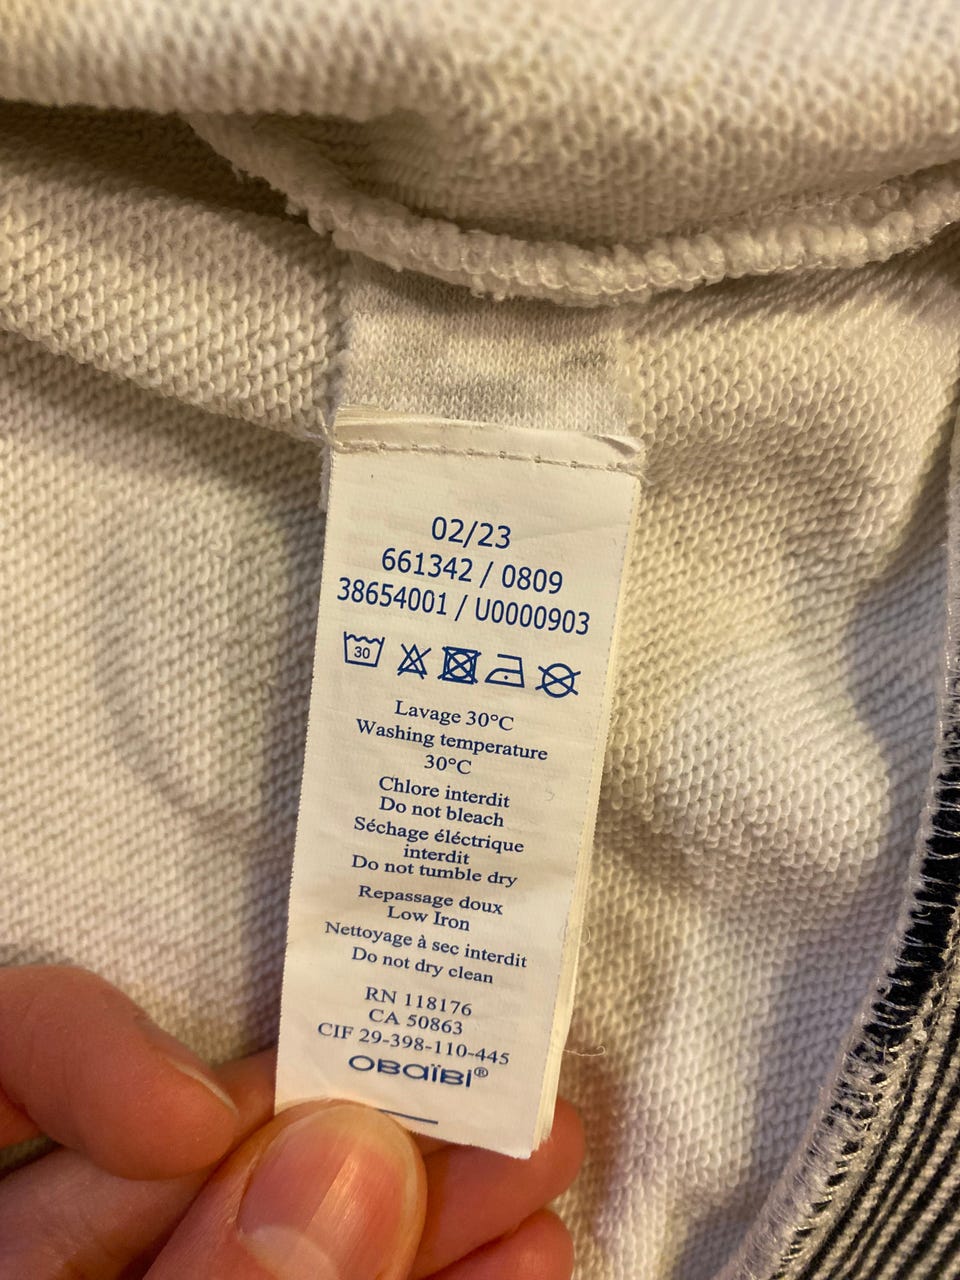 02/23
661342 / 0809
38654001 / U0000903
30
Lavage 30°C
Washing temperature
30°C
Chlore interdit
Do not bleach
Séchage éléctrique
interdit
Do not tumble dry
Repassage doux
Low Iron
Nettoyage à sec interdit
Do not dry clean
RN 118176
CA 50863
CIF 29-398-110-445
OBaïBi®